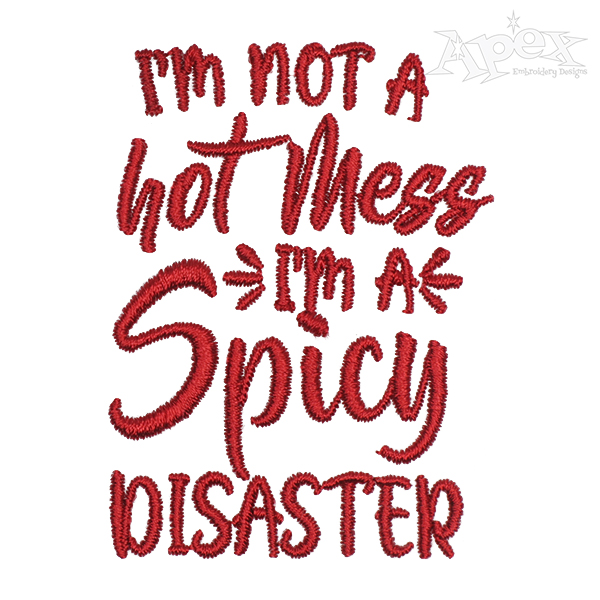 Apex
Embroidery Designs
I'm NOT A
hot Mess
I'm A
Spicy
DISASTER